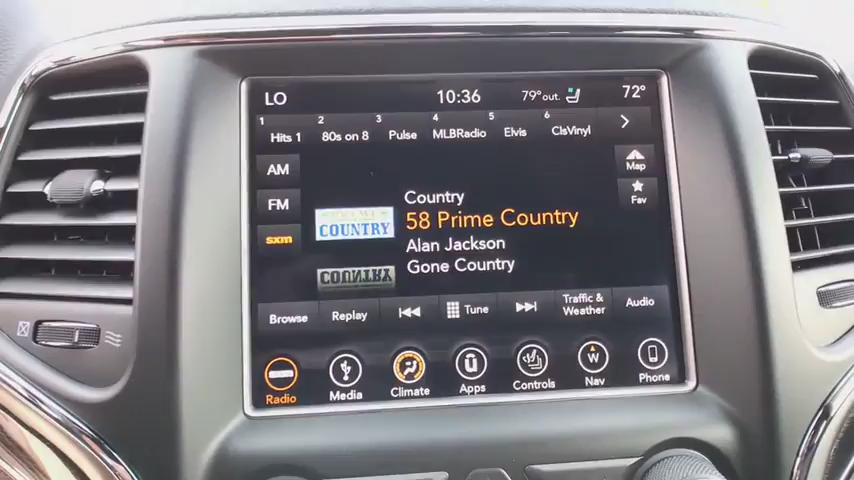 LO 10:36 79°out. 72°
1 Hits 1 2 80s on 8 3 Pulse 4 MLBRadio 5 Elvis 6 ClsVinyl
AM
Map
FM
Fav
sxm
COUNTRY
Country
58 Prime Country
Alan Jackson
Gone Country
Browse Replay Tune Traffic & Weather Audio
Radio Media Climate Apps Controls W Nav Phone